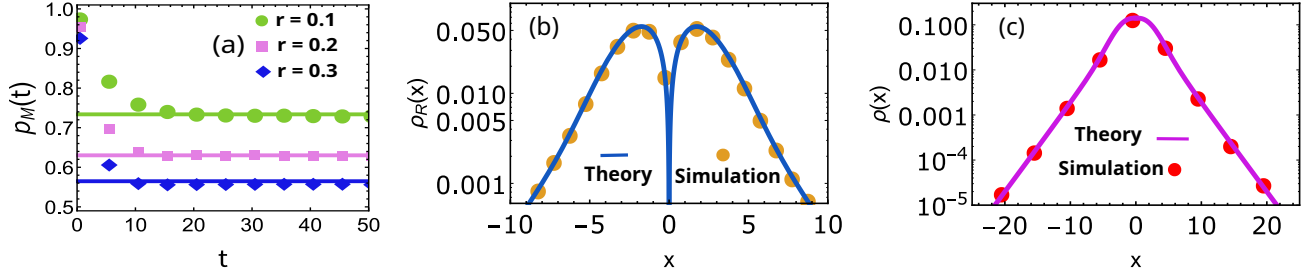 1.0
0.9
0.8
0.7
0.6
0.5
0 10 20 30 40 50
p_M(t)
t
(a)
r = 0.1
r = 0.2
r = 0.3
(b)
0.050
0.010
0.005
0.001
−10 −5 0 5 10
ρ_R(x)
x
Theory
Simulation
(c)
0.100
0.010
0.001
10⁻⁴
10⁻⁵
−20 −10 0 10 20
ρ(x)
x
Theory
Simulation